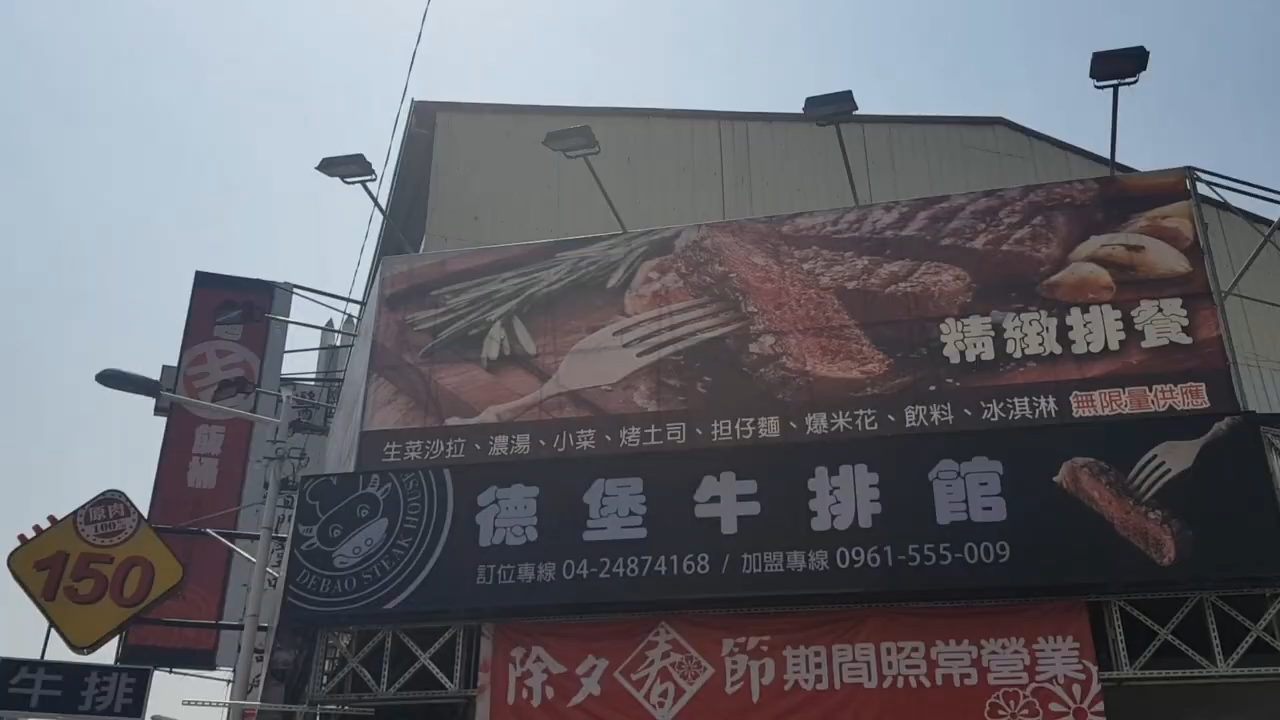 精緻排餐
生菜沙拉、濃湯、小菜、烤土司、担仔麵、爆米花、飲料、冰淇淋 無限量供應
德堡牛排館
DEBAO STEAK HOUSE
訂位專線 04-24874168 / 加盟專線 0961-555-009
除夕春節期間照常營業
飯桶
原肉
100%
150
牛排